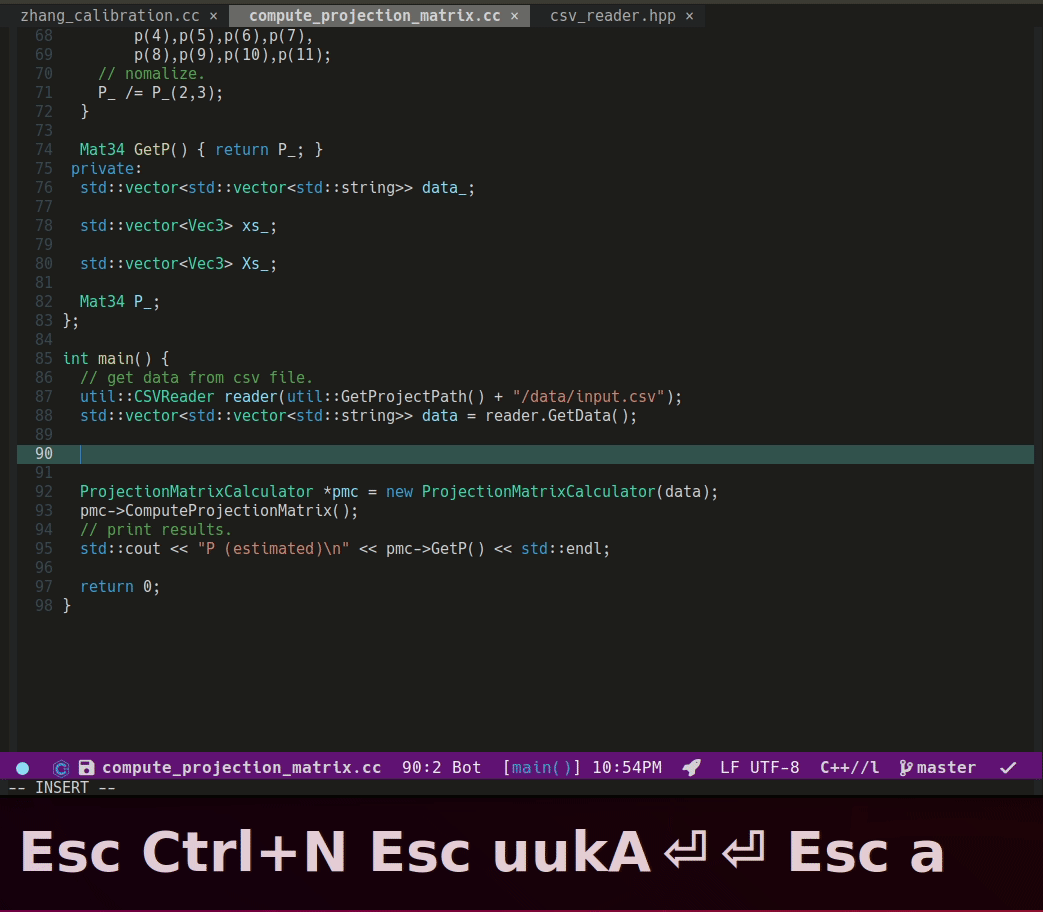 zhang_calibration.cc × compute_projection_matrix.cc × csv_reader.hpp ×
68 p(4),p(5),p(6),p(7),
69 p(8),p(9),p(10),p(11);
70 // nomalize.
71 P_ /= P_(2,3);
72 }
73
74 Mat34 GetP() { return P_; }
75 private:
76 std::vector<std::vector<std::string>> data_;
77
78 std::vector<Vec3> xs_;
79
80 std::vector<Vec3> Xs_;
81
82 Mat34 P_;
83 };
84
85 int main() {
86 // get data from csv file.
87 util::CSVReader reader(util::GetProjectPath() + "/data/input.csv");
88 std::vector<std::vector<std::string>> data = reader.GetData();
89
90
91
92 ProjectionMatrixCalculator *pmc = new ProjectionMatrixCalculator(data);
93 pmc->ComputeProjectionMatrix();
94 // print results.
95 std::cout << "P (estimated)\n" << pmc->GetP() << std::endl;
96
97 return 0;
98 }
compute_projection_matrix.cc 90:2 Bot [main()] 10:54PM LF UTF-8 C++//l master
-- INSERT --
Esc Ctrl+N Esc uukA⏎⏎ Esc a